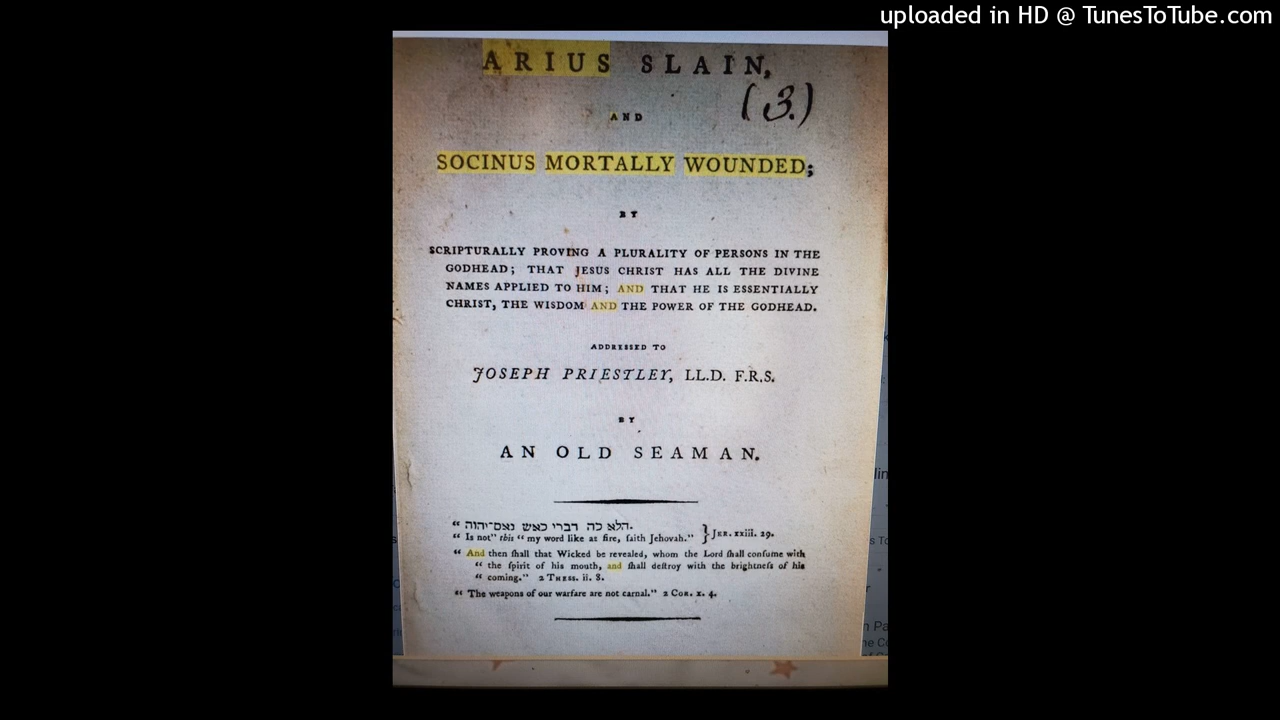 uploaded in HD @ TunesToTube.com
ARIUS SLAIN,
(3.)
AND
SOCINUS MORTALLY WOUNDED;
BY
SCRIPTURALLY PROVING A PLURALITY OF PERSONS IN THE
GODHEAD; THAT JESUS CHRIST HAS ALL THE DIVINE
NAMES APPLIED TO HIM; AND THAT HE IS ESSENTIALLY
CHRIST, THE WISDOM AND THE POWER OF THE GODHEAD.
ADDRESSED TO
JOSEPH PRIESTLEY, LL.D. F.R.S.
BY
AN OLD SEAMAN.
“ הלא כה דברי כאש נאם־יהוה.
“ Is not” this “ my word like as fire, ſaith Jehovah.” } JER. xxiii. 29.
“ And then ſhall that Wicked be revealed, whom the Lord ſhall conſume with
“ the ſpirit of his mouth, and ſhall deſtroy with the brightneſs of his
“ coming.” 2 THESS. ii. 8.
“ The weapons of our warfare are not carnal.” 2 COR. x. 4.